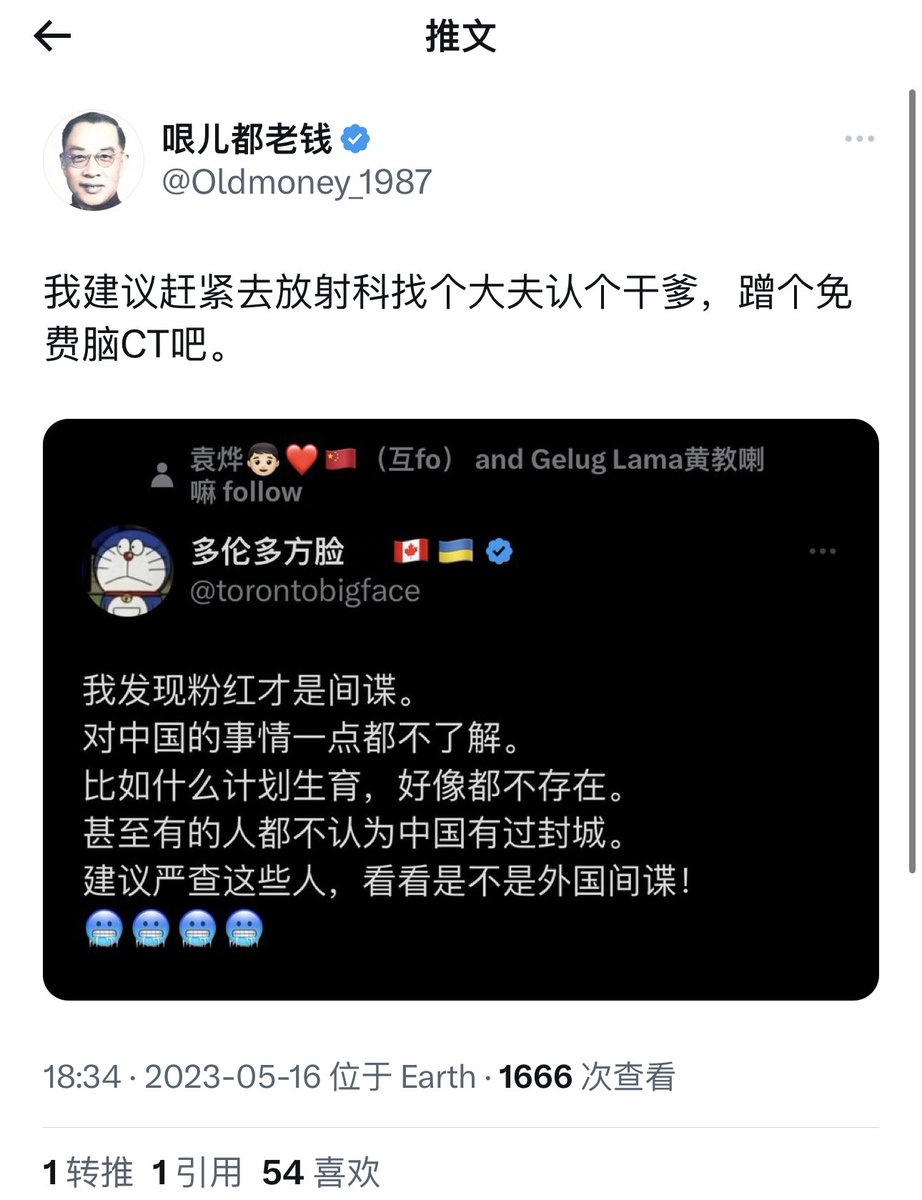 推文
哏儿都老钱
@Oldmoney_1987
我建议赶紧去放射科找个大夫认个干爹，蹭个免
费脑CT吧。
袁烨👦🏻❤️🇨🇳（互fo） and Gelug Lama黄教喇
嘛 follow
多伦多方脸 🇨🇦🇺🇦
@torontobigface
我发现粉红才是间谍。
对中国的事情一点都不了解。
比如什么计划生育，好像都不存在。
甚至有的人都不认为中国有过封城。
建议严查这些人，看看是不是外国间谍！
🥶🥶🥶🥶
18:34 · 2023-05-16 位于 Earth · 1666 次查看
1 转推 1 引用 54 喜欢